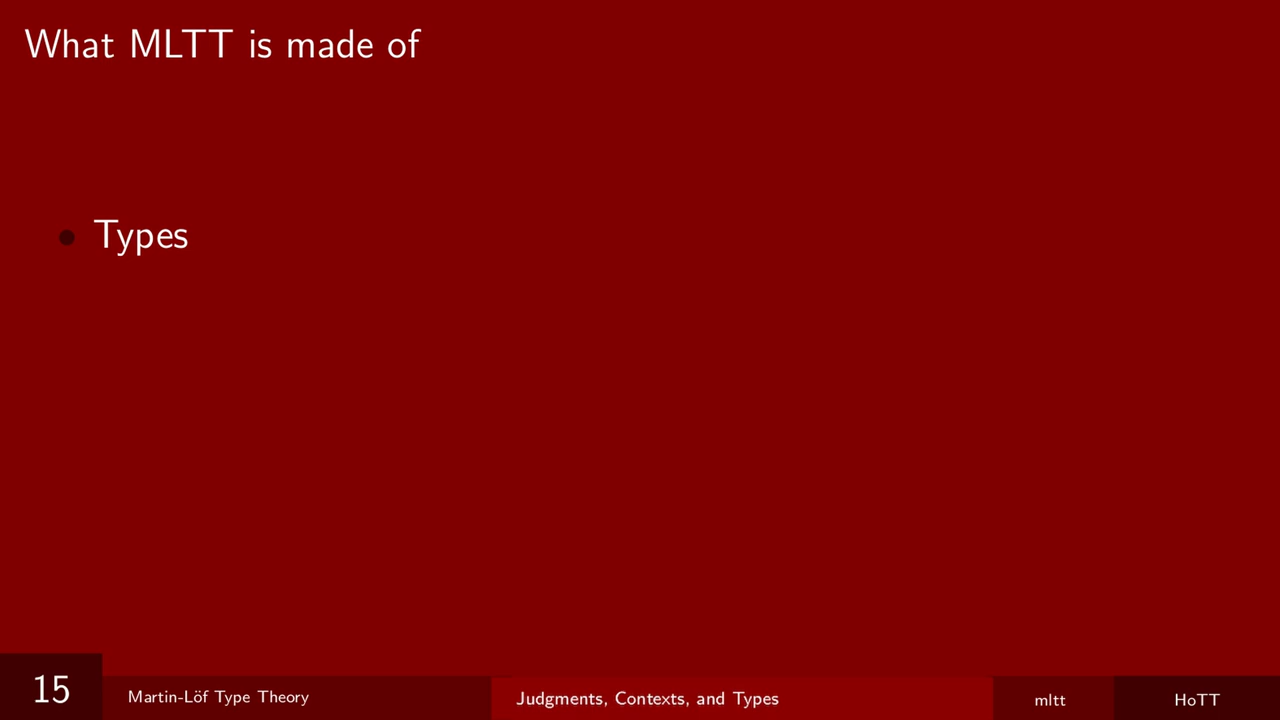 What MLTT is made of
• Types
15 Martin-Löf Type Theory Judgments, Contexts, and Types mltt HoTT